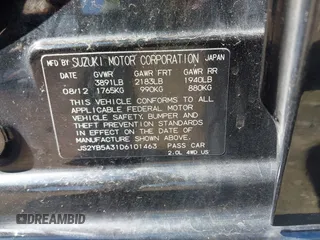 MFD BY SUZUKI MOTOR CORPORATION JAPAN
DATE GVWR GAWR FRT GAWR RR
3891LB 2183LB 1940LB
08/12 1765KG 990KG 880KG
THIS VEHICLE CONFORMS TO ALL
APPLICABLE FEDERAL MOTOR
VEHICLE SAFETY, BUMPER AND
THEFT PREVENTION STANDARDS
IN EFFECT ON THE DATE OF
MANUFACTURE SHOWN ABOVE.
JS2YB5A31D6101463 PASS CAR
2.0L 4WD US
DREAMBID